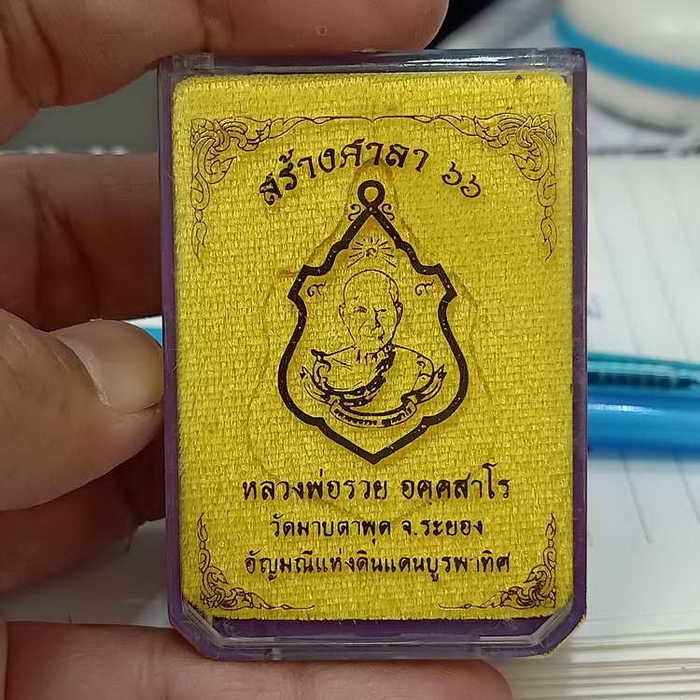 สร้างศาลา ๖๖
๙ ๙ ๙
หลวงพ่อรวย อคฺคสาโร
วัดมาบตาพุด จ.ระยอง
อัญมณีแห่งดินแดนบูรพาทิศ